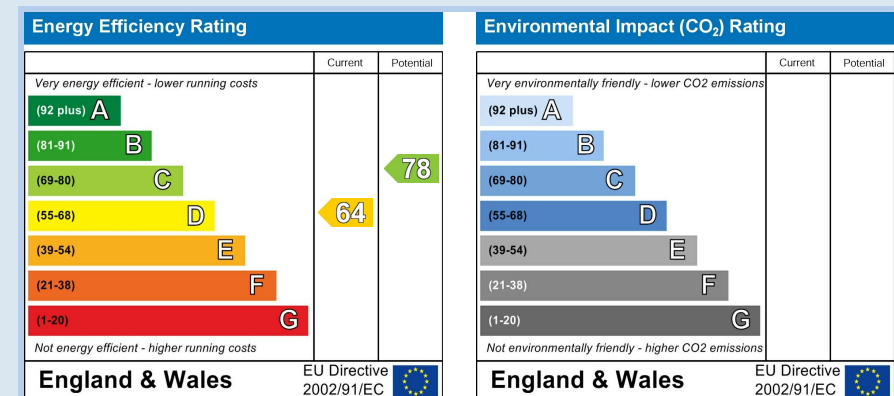 Energy Efficiency Rating
Current Potential
Very energy efficient - lower running costs
(92 plus) A
(81-91) B
(69-80) C
(55-68) D
(39-54) E
(21-38) F
(1-20) G
64
78
Not energy efficient - higher running costs
England & Wales
EU Directive
2002/91/EC
Environmental Impact (CO₂) Rating
Current Potential
Very environmentally friendly - lower CO2 emissions
(92 plus) A
(81-91) B
(69-80) C
(55-68) D
(39-54) E
(21-38) F
(1-20) G
Not environmentally friendly - higher CO2 emissions
England & Wales
EU Directive
2002/91/EC